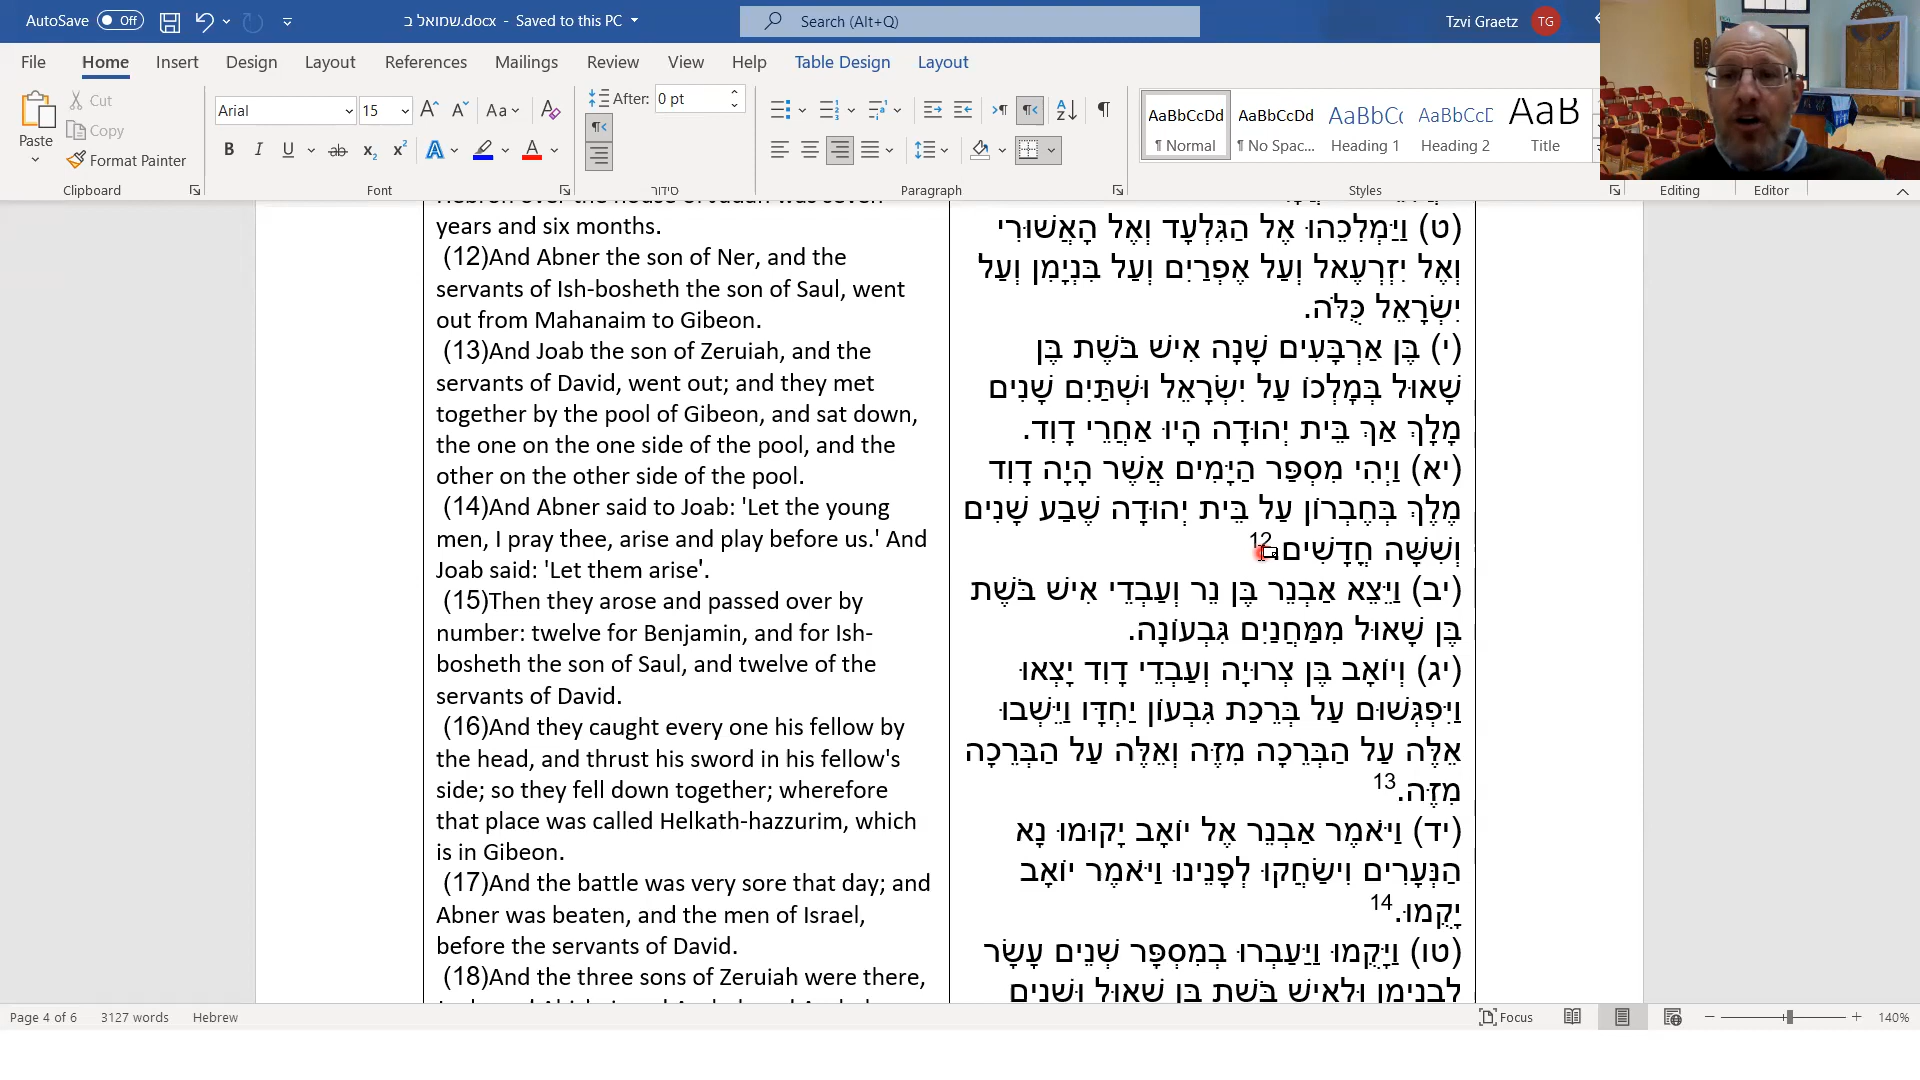 AutoSave Off שמואל ב.docx - Saved to this PC Search (Alt+Q) Tzvi Graetz TG
File Home Insert Design Layout References Mailings Review View Help Table Design Layout
Paste Cut Copy Format Painter
Arial 15 After: 0 pt
AaBbCcDd AaBbCcDd AaBbCc AaBbCcD AaB
¶ Normal ¶ No Spac... Heading 1 Heading 2 Title
Clipboard Font סידור Paragraph Styles Editing Editor
years and six months.
(12)And Abner the son of Ner, and the
servants of Ish-bosheth the son of Saul, went
out from Mahanaim to Gibeon.
(13)And Joab the son of Zeruiah, and the
servants of David, went out; and they met
together by the pool of Gibeon, and sat down,
the one on the one side of the pool, and the
other on the other side of the pool.
(14)And Abner said to Joab: 'Let the young
men, I pray thee, arise and play before us.' And
Joab said: 'Let them arise'.
(15)Then they arose and passed over by
number: twelve for Benjamin, and for Ish-
bosheth the son of Saul, and twelve of the
servants of David.
(16)And they caught every one his fellow by
the head, and thrust his sword in his fellow's
side; so they fell down together; wherefore
that place was called Helkath-hazzurim, which
is in Gibeon.
(17)And the battle was very sore that day; and
Abner was beaten, and the men of Israel,
before the servants of David.
(18)And the three sons of Zeruiah were there,
(ט) וַיַּמְלִכֵהוּ אֶל הַגִּלְעָד וְאֶל הָאֲשׁוּרִי
וְאֶל יִזְרְעֶאל וְעַל אֶפְרַיִם וְעַל בִּנְיָמִן וְעַל
יִשְׂרָאֵל כֻּלֹּה.
(י) בֶּן אַרְבָּעִים שָׁנָה אִישׁ בֹּשֶׁת בֶּן
שָׁאוּל בְּמָלְכוֹ עַל יִשְׂרָאֵל וּשְׁתַּיִם שָׁנִים
מָלָךְ אַךְ בֵּית יְהוּדָה הָיוּ אַחֲרֵי דָוִד.
(יא) וַיְהִי מִסְפַּר הַיָּמִים אֲשֶׁר הָיָה דָוִד
מֶלֶךְ בְּחֶבְרוֹן עַל בֵּית יְהוּדָה שֶׁבַע שָׁנִים
וְשִׁשָּׁה חֳדָשִׁים.12
(יב) וַיֵּצֵא אַבְנֵר בֶּן נֵר וְעַבְדֵי אִישׁ בֹּשֶׁת
בֶּן שָׁאוּל מִמַּחֲנַיִם גִּבְעוֹנָה.
(יג) וְיוֹאָב בֶּן צְרוּיָה וְעַבְדֵי דָוִד יָצְאוּ
וַיִּפְגְּשׁוּם עַל בְּרֵכַת גִּבְעוֹן יַחְדָּו וַיֵּשְׁבוּ
אֵלֶּה עַל הַבְּרֵכָה מִזֶּה וְאֵלֶּה עַל הַבְּרֵכָה
מִזֶּה.13
(יד) וַיֹּאמֶר אַבְנֵר אֶל יוֹאָב יָקוּמוּ נָא
הַנְּעָרִים וִישַׂחֲקוּ לְפָנֵינוּ וַיֹּאמֶר יוֹאָב
יָקֻמוּ.14
(טו) וַיָּקֻמוּ וַיַּעַבְרוּ בְמִסְפָּר שְׁנֵים עָשָׂר
לְבִנְיָמִן וּלְאִישׁ בֹּשֶׁת בֶּן שָׁאוּל וּשְׁנֵים
Page 4 of 6 3127 words Hebrew Focus 140%